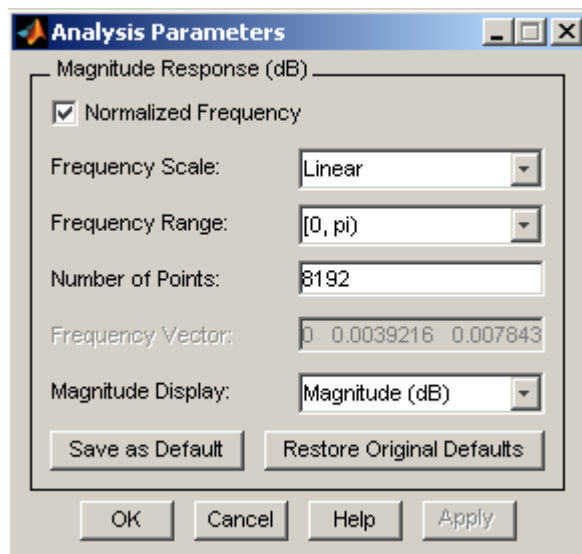 Analysis Parameters
Magnitude Response (dB)
Normalized Frequency
Frequency Scale: Linear
Frequency Range: [0, pi)
Number of Points: 8192
Frequency Vector: 0 0.0039216 0.007843
Magnitude Display: Magnitude (dB)
Save as Default Restore Original Defaults
OK Cancel Help Apply